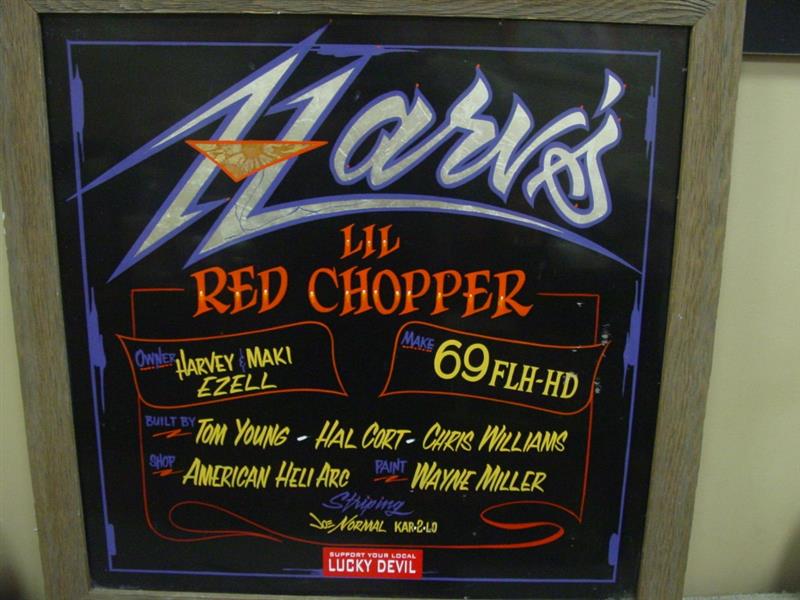 Harv's
LIL
RED CHOPPER
OWNER HARVEY & MAKI
EZELL
MAKE 69 FLH-HD
BUILT BY TOM YOUNG - HAL CORT - CHRIS WILLIAMS
SHOP AMERICAN HELI ARC PAINT WAYNE MILLER
Striping
JOE NORMAL KAR-2-LO
SUPPORT YOUR LOCAL
LUCKY DEVIL